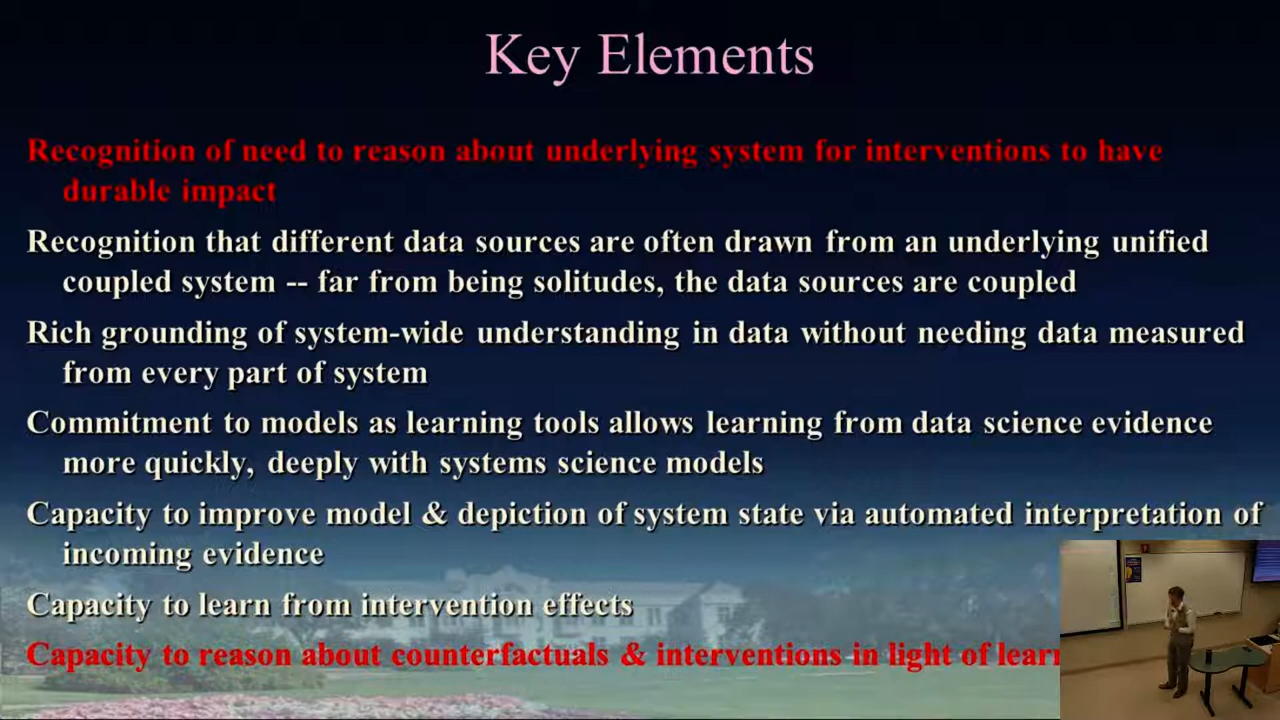 Key Elements
Recognition of need to reason about underlying system for interventions to have
durable impact
Recognition that different data sources are often drawn from an underlying unified
coupled system -- far from being solitudes, the data sources are coupled
Rich grounding of system-wide understanding in data without needing data measured
from every part of system
Commitment to models as learning tools allows learning from data science evidence
more quickly, deeply with systems science models
Capacity to improve model & depiction of system state via automated interpretation of
incoming evidence
Capacity to learn from intervention effects
Capacity to reason about counterfactuals & interventions in light of